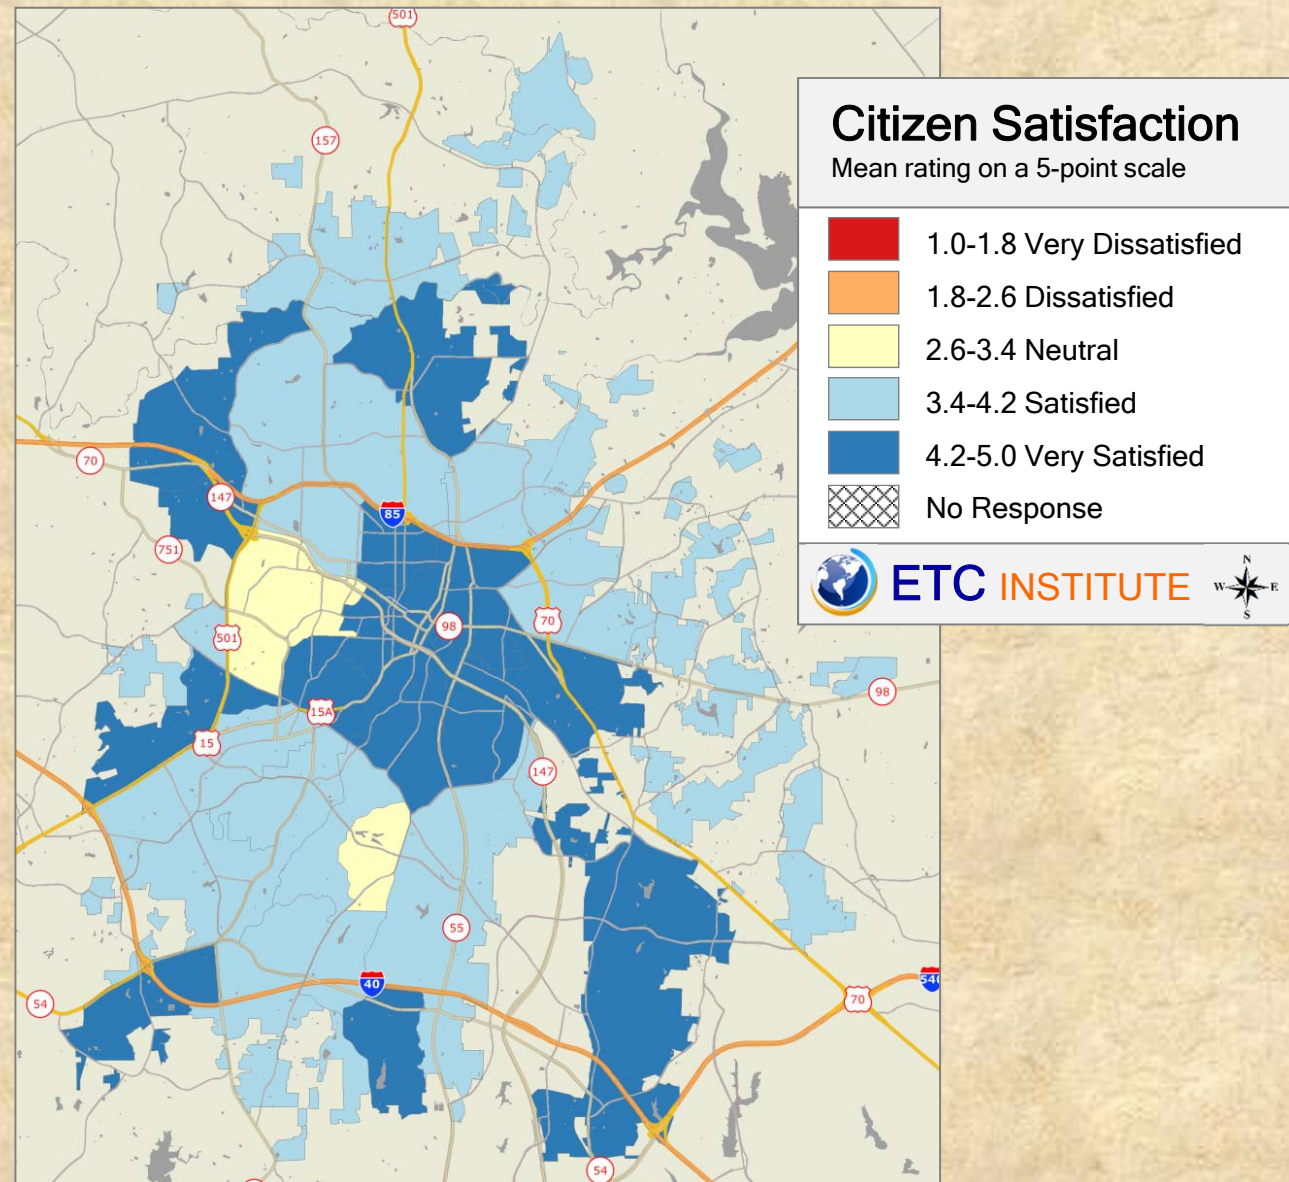 501
157
Citizen Satisfaction
Mean rating on a 5-point scale
1.0-1.8 Very Dissatisfied
1.8-2.6 Dissatisfied
2.6-3.4 Neutral
3.4-4.2 Satisfied
4.2-5.0 Very Satisfied
No Response
ETC INSTITUTE
N
W
E
S
70
147
85
751
501
98
70
98
15A
15
147
55
40
54
70
540
54